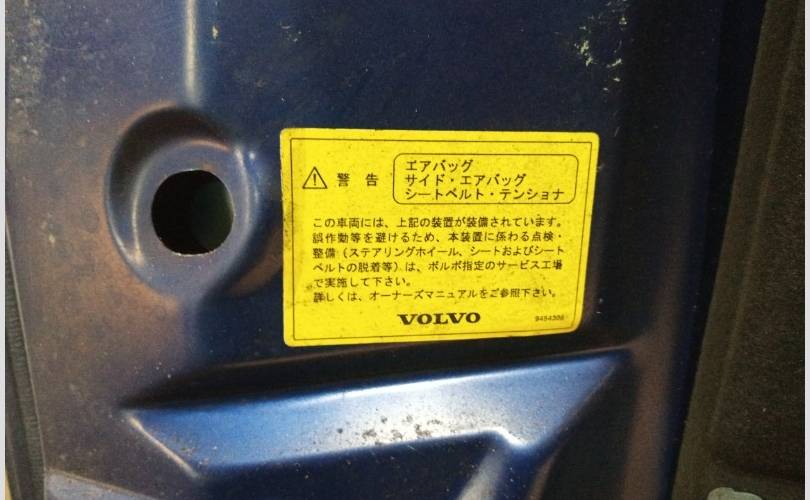 警告
エアバッグ
サイド・エアバッグ
シートベルト・テンショナ
この車両には、上記の装置が装備されています。
誤作動等を避けるため、本装置に係わる点検・
整備(ステアリングホイール、シートおよびシート
ベルトの脱着等)は、ボルボ指定のサービス工場
で実施して下さい。
詳しくは、オーナーズマニュアルをご参照下さい。
VOLVO